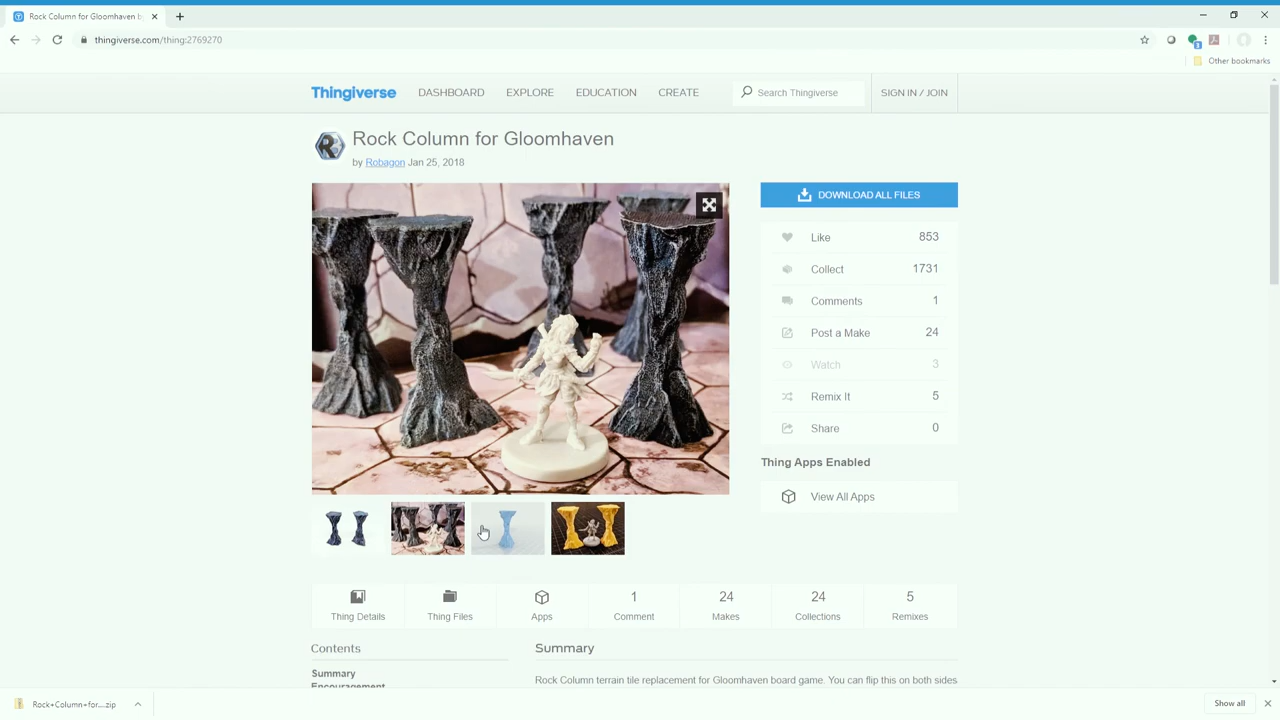 Rock Column for Gloomhaven b
thingiverse.com/thing:2769270
Other bookmarks
Thingiverse
DASHBOARD
EXPLORE
EDUCATION
CREATE
Search Thingiverse
SIGN IN / JOIN
Rock Column for Gloomhaven
by Robagon Jan 25, 2018
DOWNLOAD ALL FILES
Like 853
Collect 1731
Comments 1
Post a Make 24
Watch 3
Remix It 5
Share 0
Thing Apps Enabled
View All Apps
Thing Details
Thing Files
Apps
1
Comment
24
Makes
24
Collections
5
Remixes
Contents
Summary
Encouragement
Summary
Rock Column terrain tile replacement for Gloomhaven board game. You can flip this on both sides
Rock+Column+for....zip
Show all